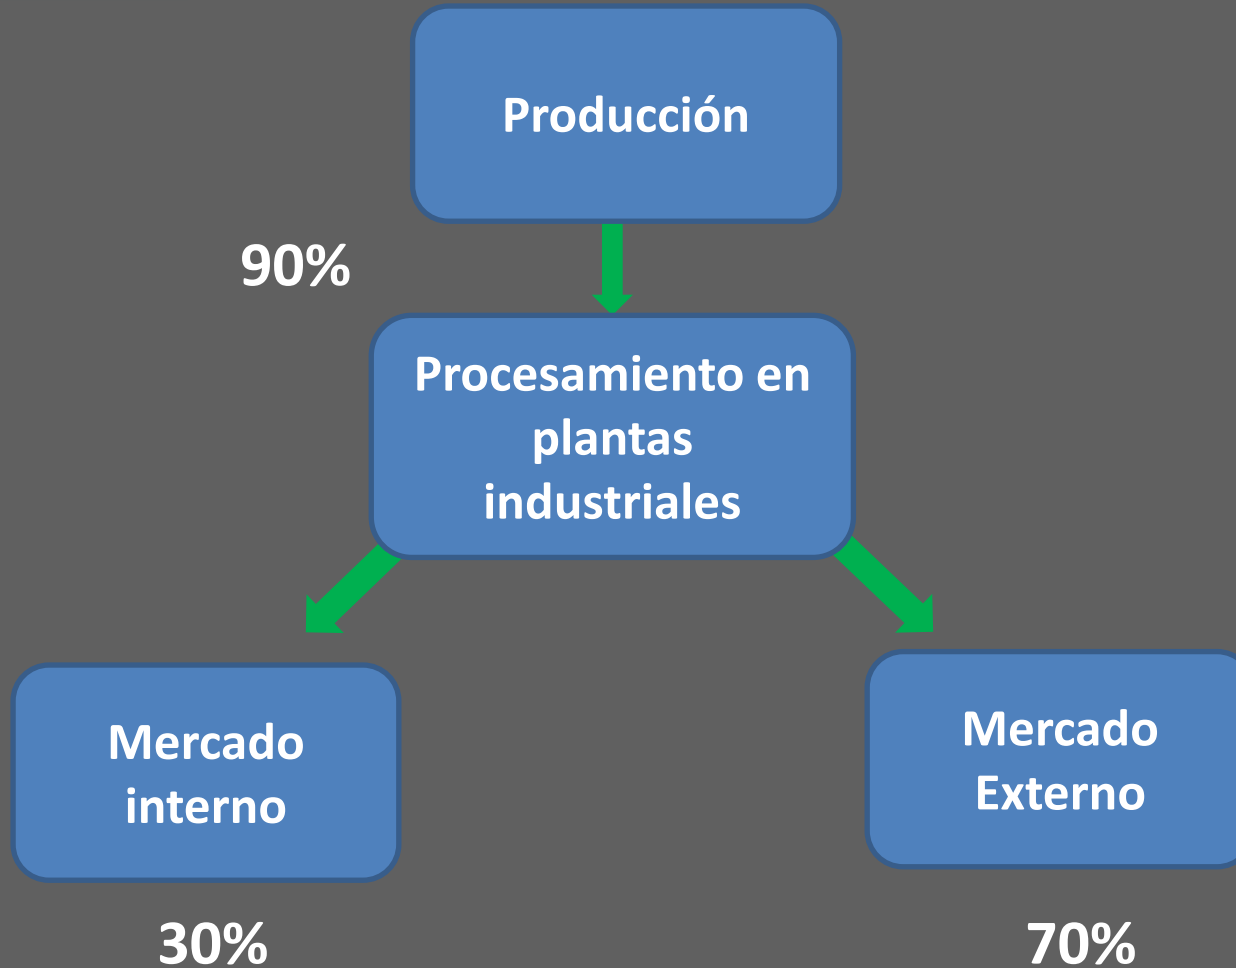 Producción
90%
Procesamiento en
plantas
industriales
Mercado
interno
Mercado
Externo
30%
70%